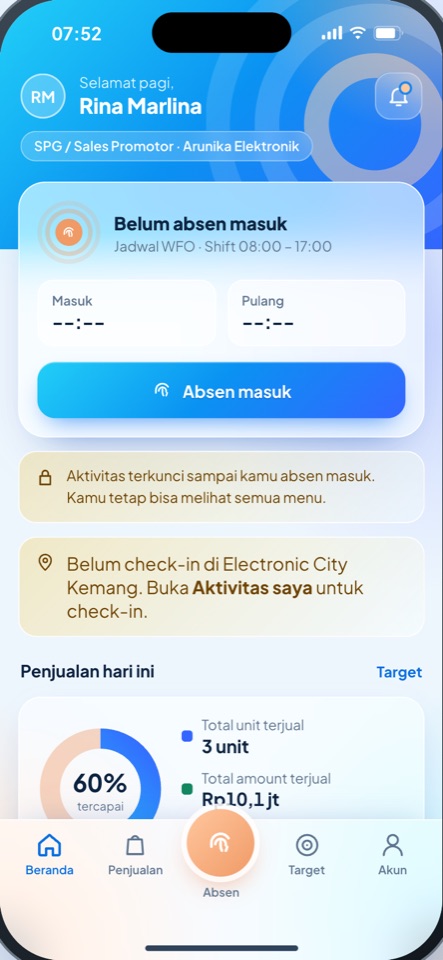 07:52
RM
Selamat pagi,
Rina Marlina
SPG / Sales Promotor · Arunika Elektronik
Belum absen masuk
Jadwal WFO · Shift 08:00 – 17:00
Masuk
--:--
Pulang
--:--
Absen masuk
Aktivitas terkunci sampai kamu absen masuk.
Kamu tetap bisa melihat semua menu.
Belum check-in di Electronic City
Kemang. Buka Aktivitas saya untuk
check-in.
Penjualan hari ini
Target
60%
tercapai
Total unit terjual
3 unit
Total amount terjual
Rp10,1 jt
Beranda
Penjualan
Absen
Target
Akun